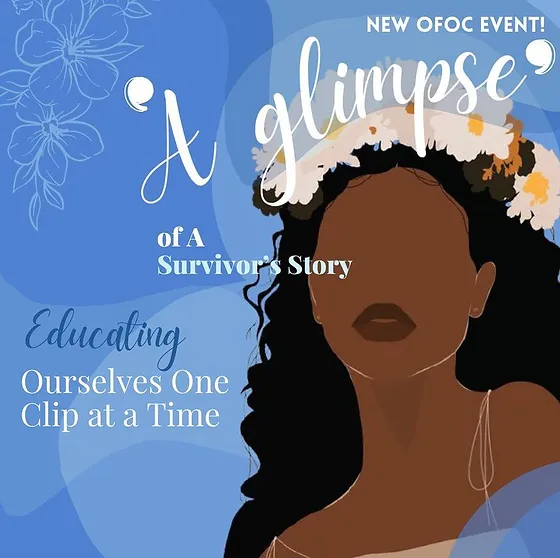 NEW OFOC EVENT!
'A glimpse'
of A
Survivor's Story
Educating
Ourselves One
Clip at a Time